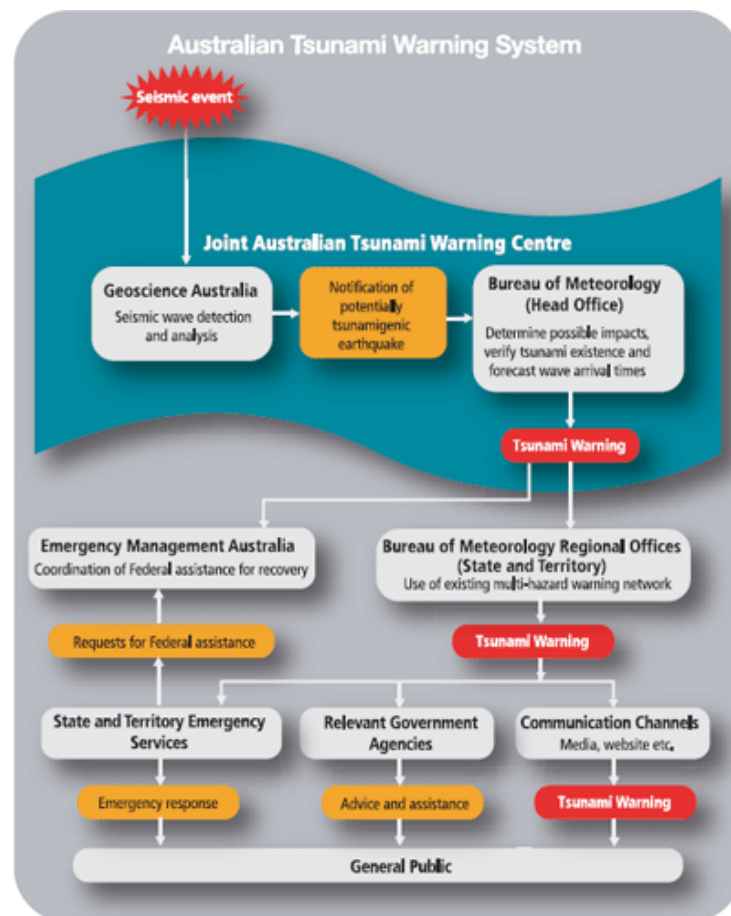 Australian Tsunami Warning System
Seismic event
Joint Australian Tsunami Warning Centre
Geoscience Australia
Seismic wave detection
and analysis
Notification of
potentially
tsunamigenic
earthquake
Bureau of Meteorology
(Head Office)
Determine possible impacts,
verify tsunami existence and
forecast wave arrival times
Tsunami Warning
Emergency Management Australia
Coordination of Federal assistance for recovery
Bureau of Meteorology Regional Offices
(State and Territory)
Use of existing multi-hazard warning network
Requests for Federal assistance
Tsunami Warning
State and Territory Emergency
Services
Relevant Government
Agencies
Communication Channels
Media, website etc.
Emergency response
Advice and assistance
Tsunami Warning
General Public